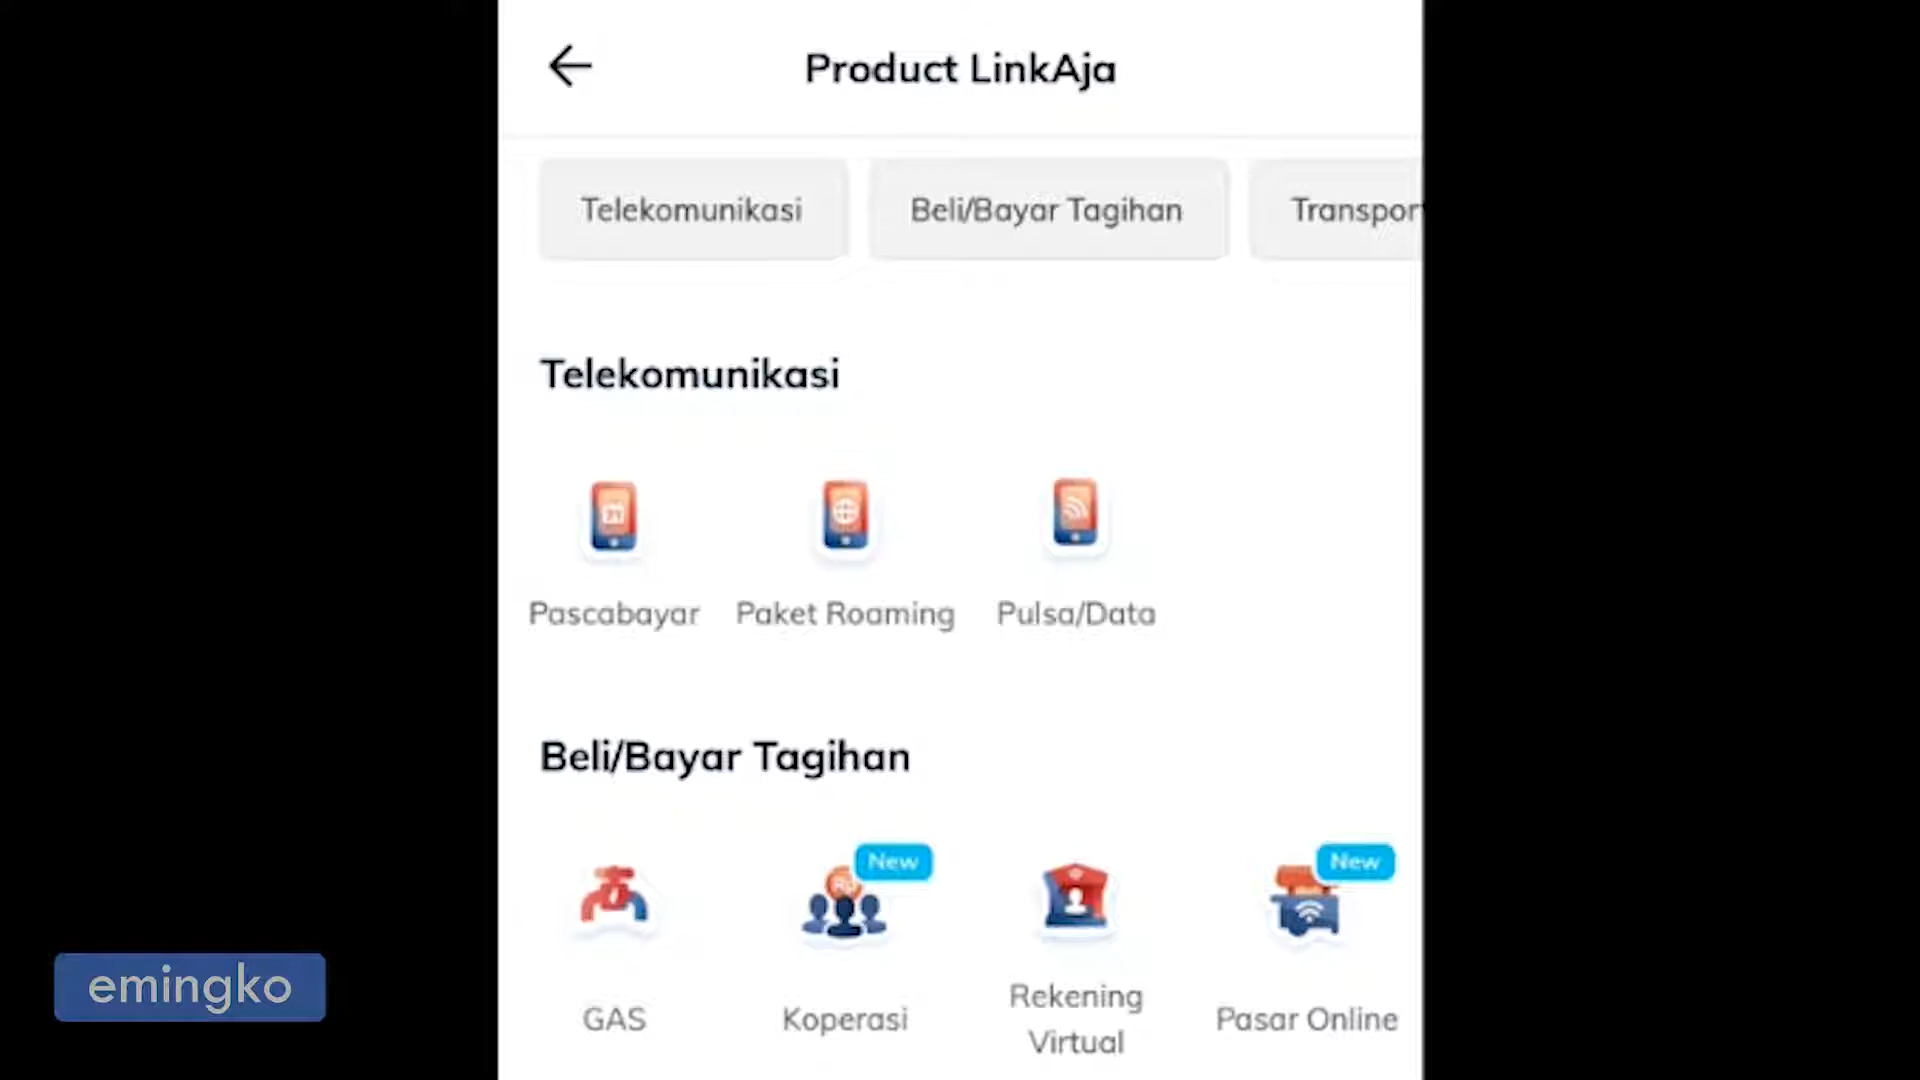 Product LinkAja
Telekomunikasi
Beli/Bayar Tagihan
Transpor
Telekomunikasi
Pascabayar
Paket Roaming
Pulsa/Data
Beli/Bayar Tagihan
New
New
GAS
Koperasi
Rekening
Virtual
Pasar Online
emingko